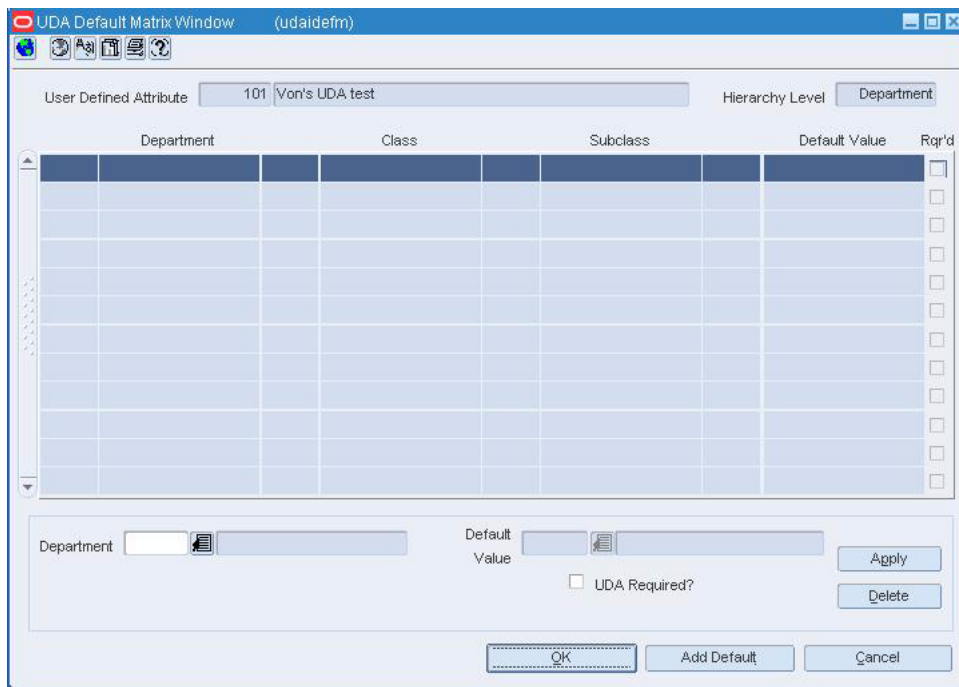 UDA Default Matrix Window (udaidefm)
User Defined Attribute 101 Von's UDA test Hierarchy Level Department
Department Class Subclass Default Value Rqr'd
Department Default Value
UDA Required?
Apply
Delete
OK Add Default Cancel